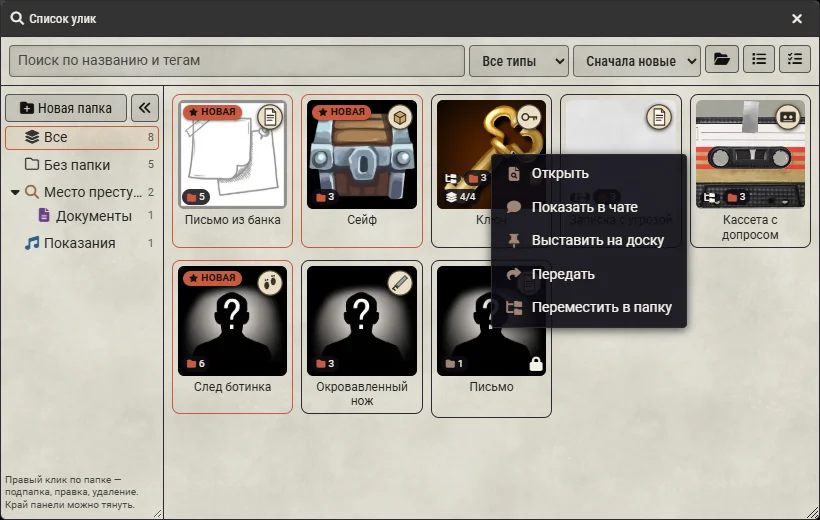 Список улик
Поиск по названию и тегам
Все типы
Сначала новые
Новая папка
Все 8
Без папки 5
Место престу... 2
Документы 1
Показания 1
Правый клик по папке —
подпапка, правка, удаление.
Край панели можно тянуть.
НОВАЯ
5
Письмо из банка
НОВАЯ
3
Сейф
3
4/4
Клю
Записка с угрозой
3
Кассета с
допросом
НОВАЯ
6
След ботинка
3
Окровавленный
нож
1
Письмо
Открыть
Показать в чате
Выставить на доску
Передать
Переместить в папку